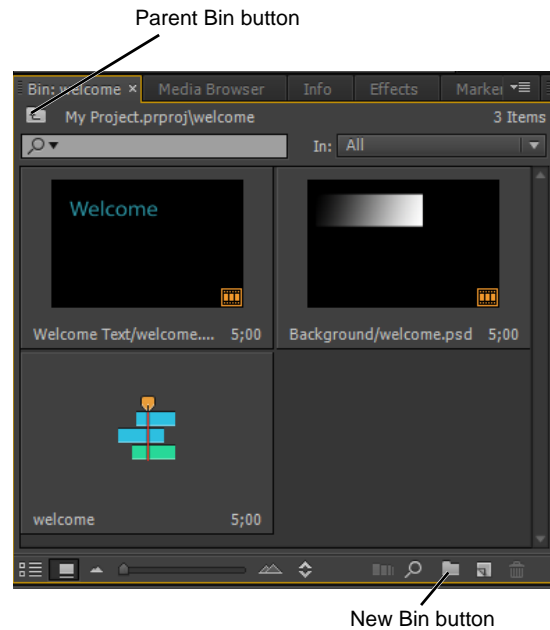 Parent Bin button
Bin: welcome × Media Browser Info Effects Marker
My Project.prproj\welcome 3 Items
In: All
Welcome
Welcome Text/welcome.... 5;00 Background/welcome.psd 5;00
welcome 5;00
New Bin button